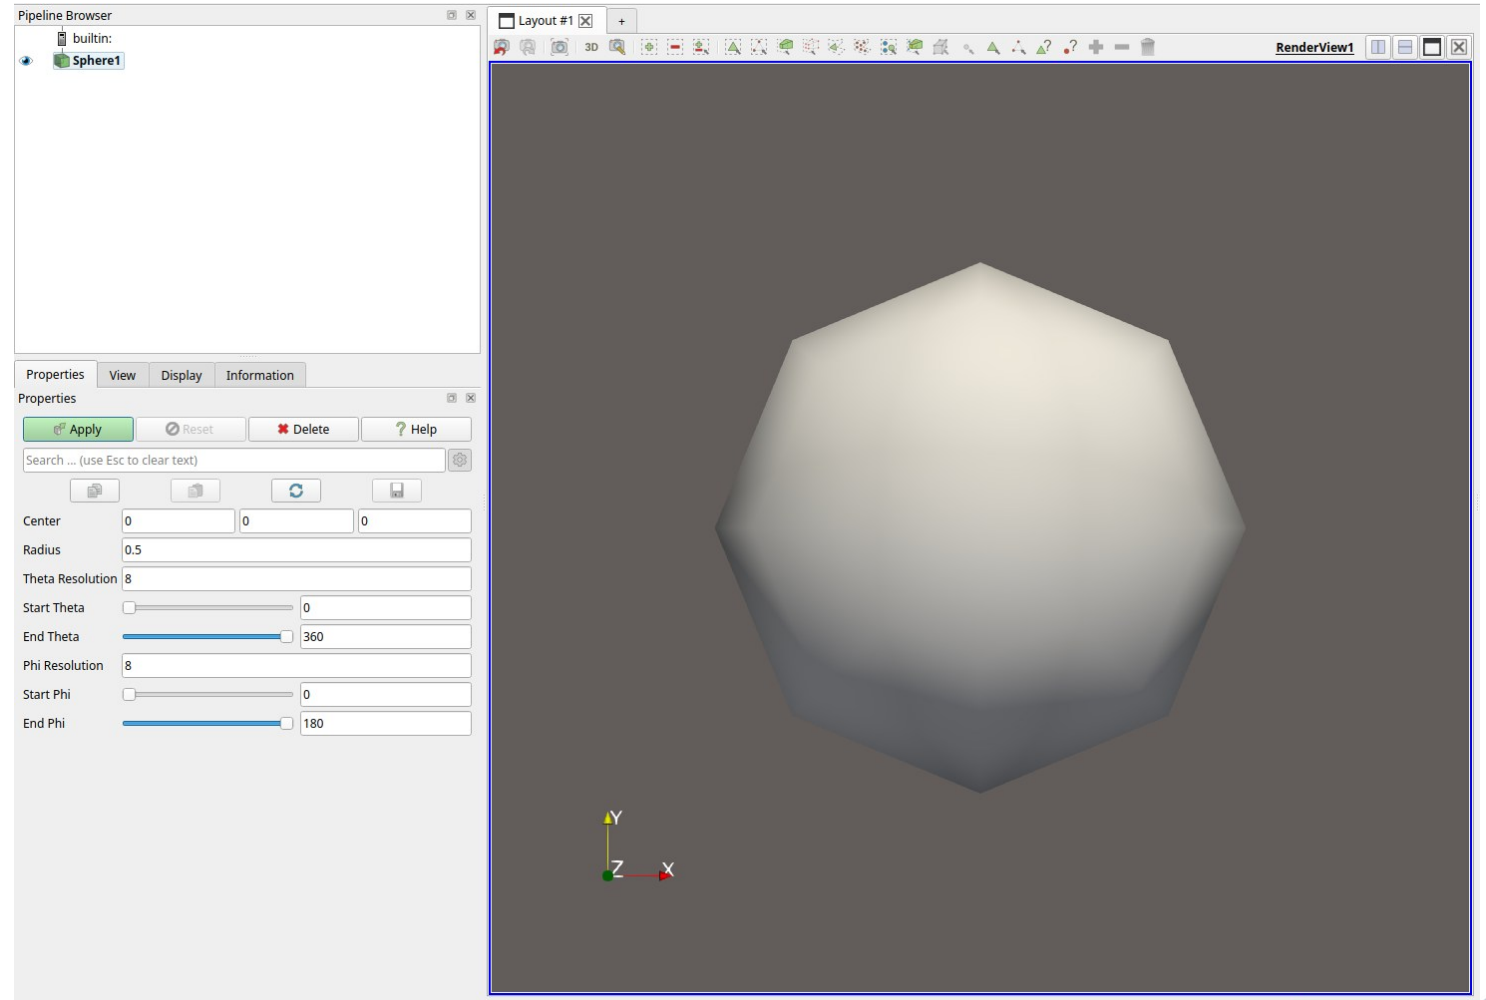 Pipeline Browser
builtin:
Sphere1
Properties View Display Information
Properties
Apply Reset Delete Help
Search ... (use Esc to clear text)
Center 0 0 0
Radius 0.5
Theta Resolution 8
Start Theta 0
End Theta 360
Phi Resolution 8
Start Phi 0
End Phi 180
Layout #1 +
3D RenderView1
Y
Z X